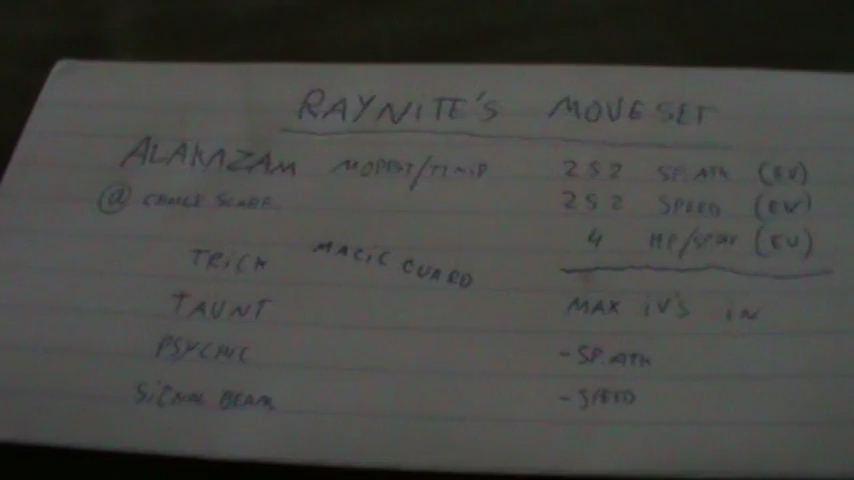 RAYNITE'S MOVESET
ALAKAZAM MODEST/TIMID 252 SP.ATK (EV)
@ CHOICE SCARF 252 SPEED (EV)
4 HP/SPDEF (EV)
TRICK MAGIC GUARD
TAUNT MAX iV'S iN
PSYCHIC -SP.ATK
SiGNAL BEAM -SPEED